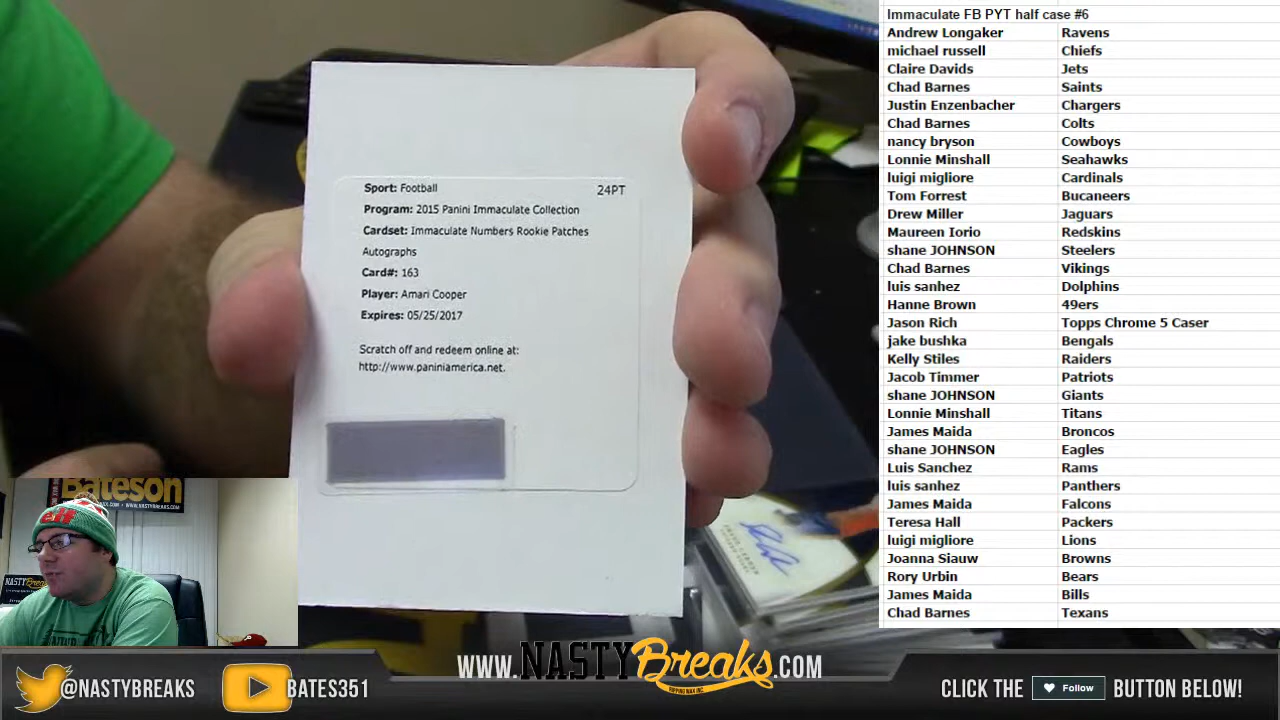 Immaculate FB PYT half case #6
Andrew Longaker Ravens
michael russell Chiefs
Claire Davids Jets
Chad Barnes Saints
Justin Enzenbacher Chargers
Chad Barnes Colts
nancy bryson Cowboys
Lonnie Minshall Seahawks
luigi migliore Cardinals
Tom Forrest Bucaneers
Drew Miller Jaguars
Maureen Iorio Redskins
shane JOHNSON Steelers
Chad Barnes Vikings
luis sanhez Dolphins
Hanne Brown 49ers
Jason Rich Topps Chrome 5 Caser
jake bushka Bengals
Kelly Stiles Raiders
Jacob Timmer Patriots
shane JOHNSON Giants
Lonnie Minshall Titans
James Maida Broncos
shane JOHNSON Eagles
Luis Sanchez Rams
luis sanhez Panthers
James Maida Falcons
Teresa Hall Packers
luigi migliore Lions
Joanna Siauw Browns
Rory Urbin Bears
James Maida Bills
Chad Barnes Texans
Sport: Football 24PT
Program: 2015 Panini Immaculate Collection
Cardset: Immaculate Numbers Rookie Patches
Autographs
Card#: 163
Player: Amari Cooper
Expires: 05/25/2017
Scratch off and redeem online at:
http://www.paniniamerica.net.
Bateson
elf
NASTY Breaks
@NASTYBREAKS
BATES351
WWW.NASTYBreaks.COM
RIPPING WAX INC.
CLICK THE Follow BUTTON BELOW!